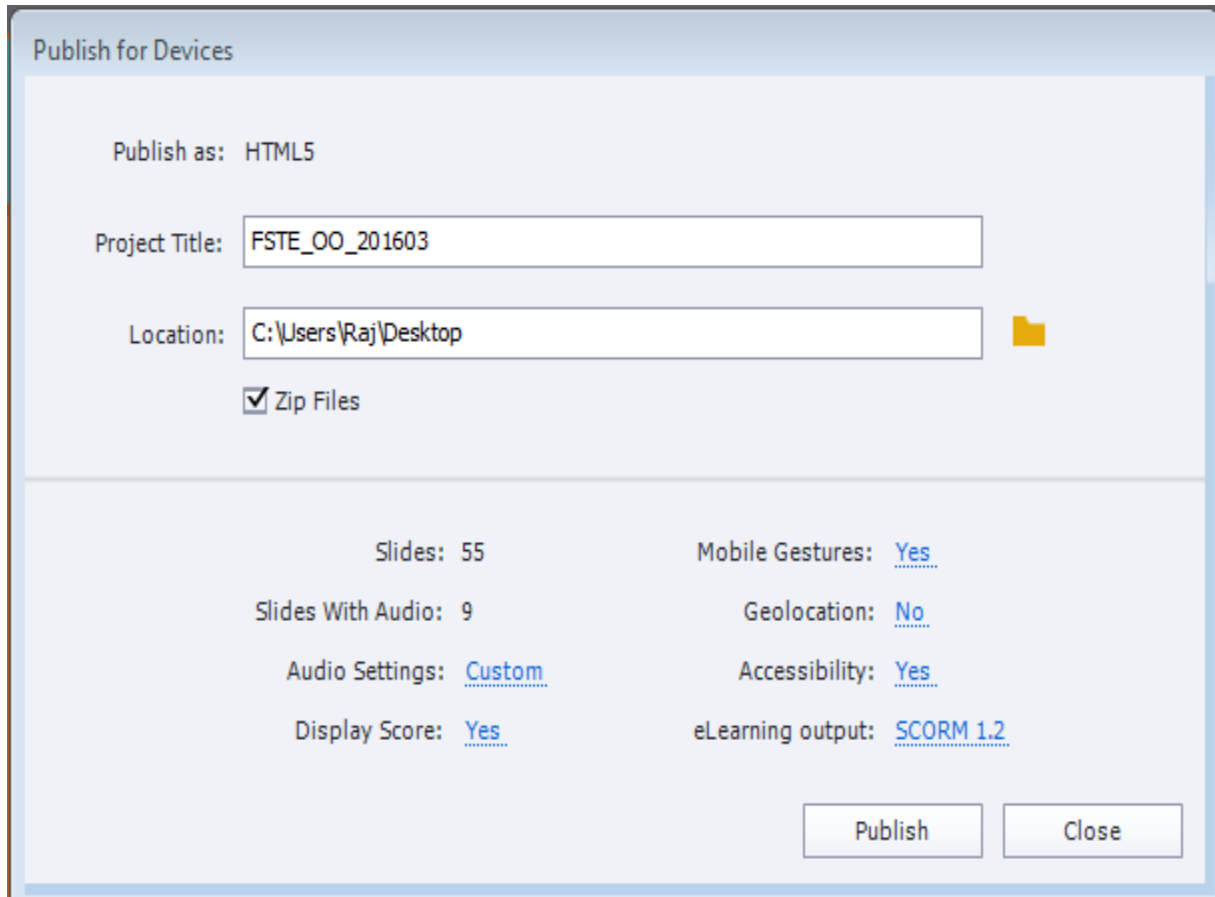 Publish for Devices
Publish as: HTML5
Project Title: FSTE_OO_201603
Location: C:\Users\Raj\Desktop
Zip Files
Slides: 55 Mobile Gestures: Yes
Slides With Audio: 9 Geolocation: No
Audio Settings: Custom Accessibility: Yes
Display Score: Yes eLearning output: SCORM 1.2
Publish Close